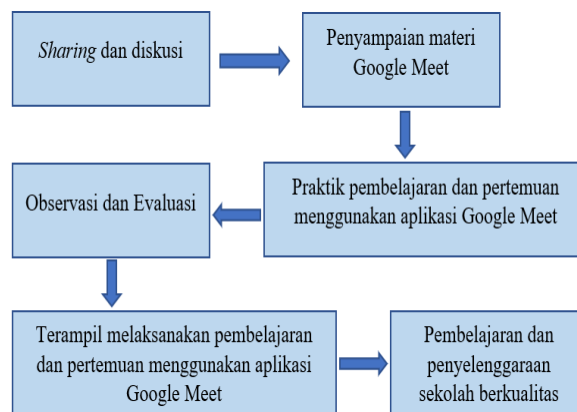 Sharing dan diskusi
Penyampaian materi
Google Meet
Praktik pembelajaran dan pertemuan
menggunakan aplikasi Google Meet
Observasi dan Evaluasi
Terampil melaksanakan pembelajaran
dan pertemuan menggunakan aplikasi
Google Meet
Pembelajaran dan
penyelenggaraan
sekolah berkualitas